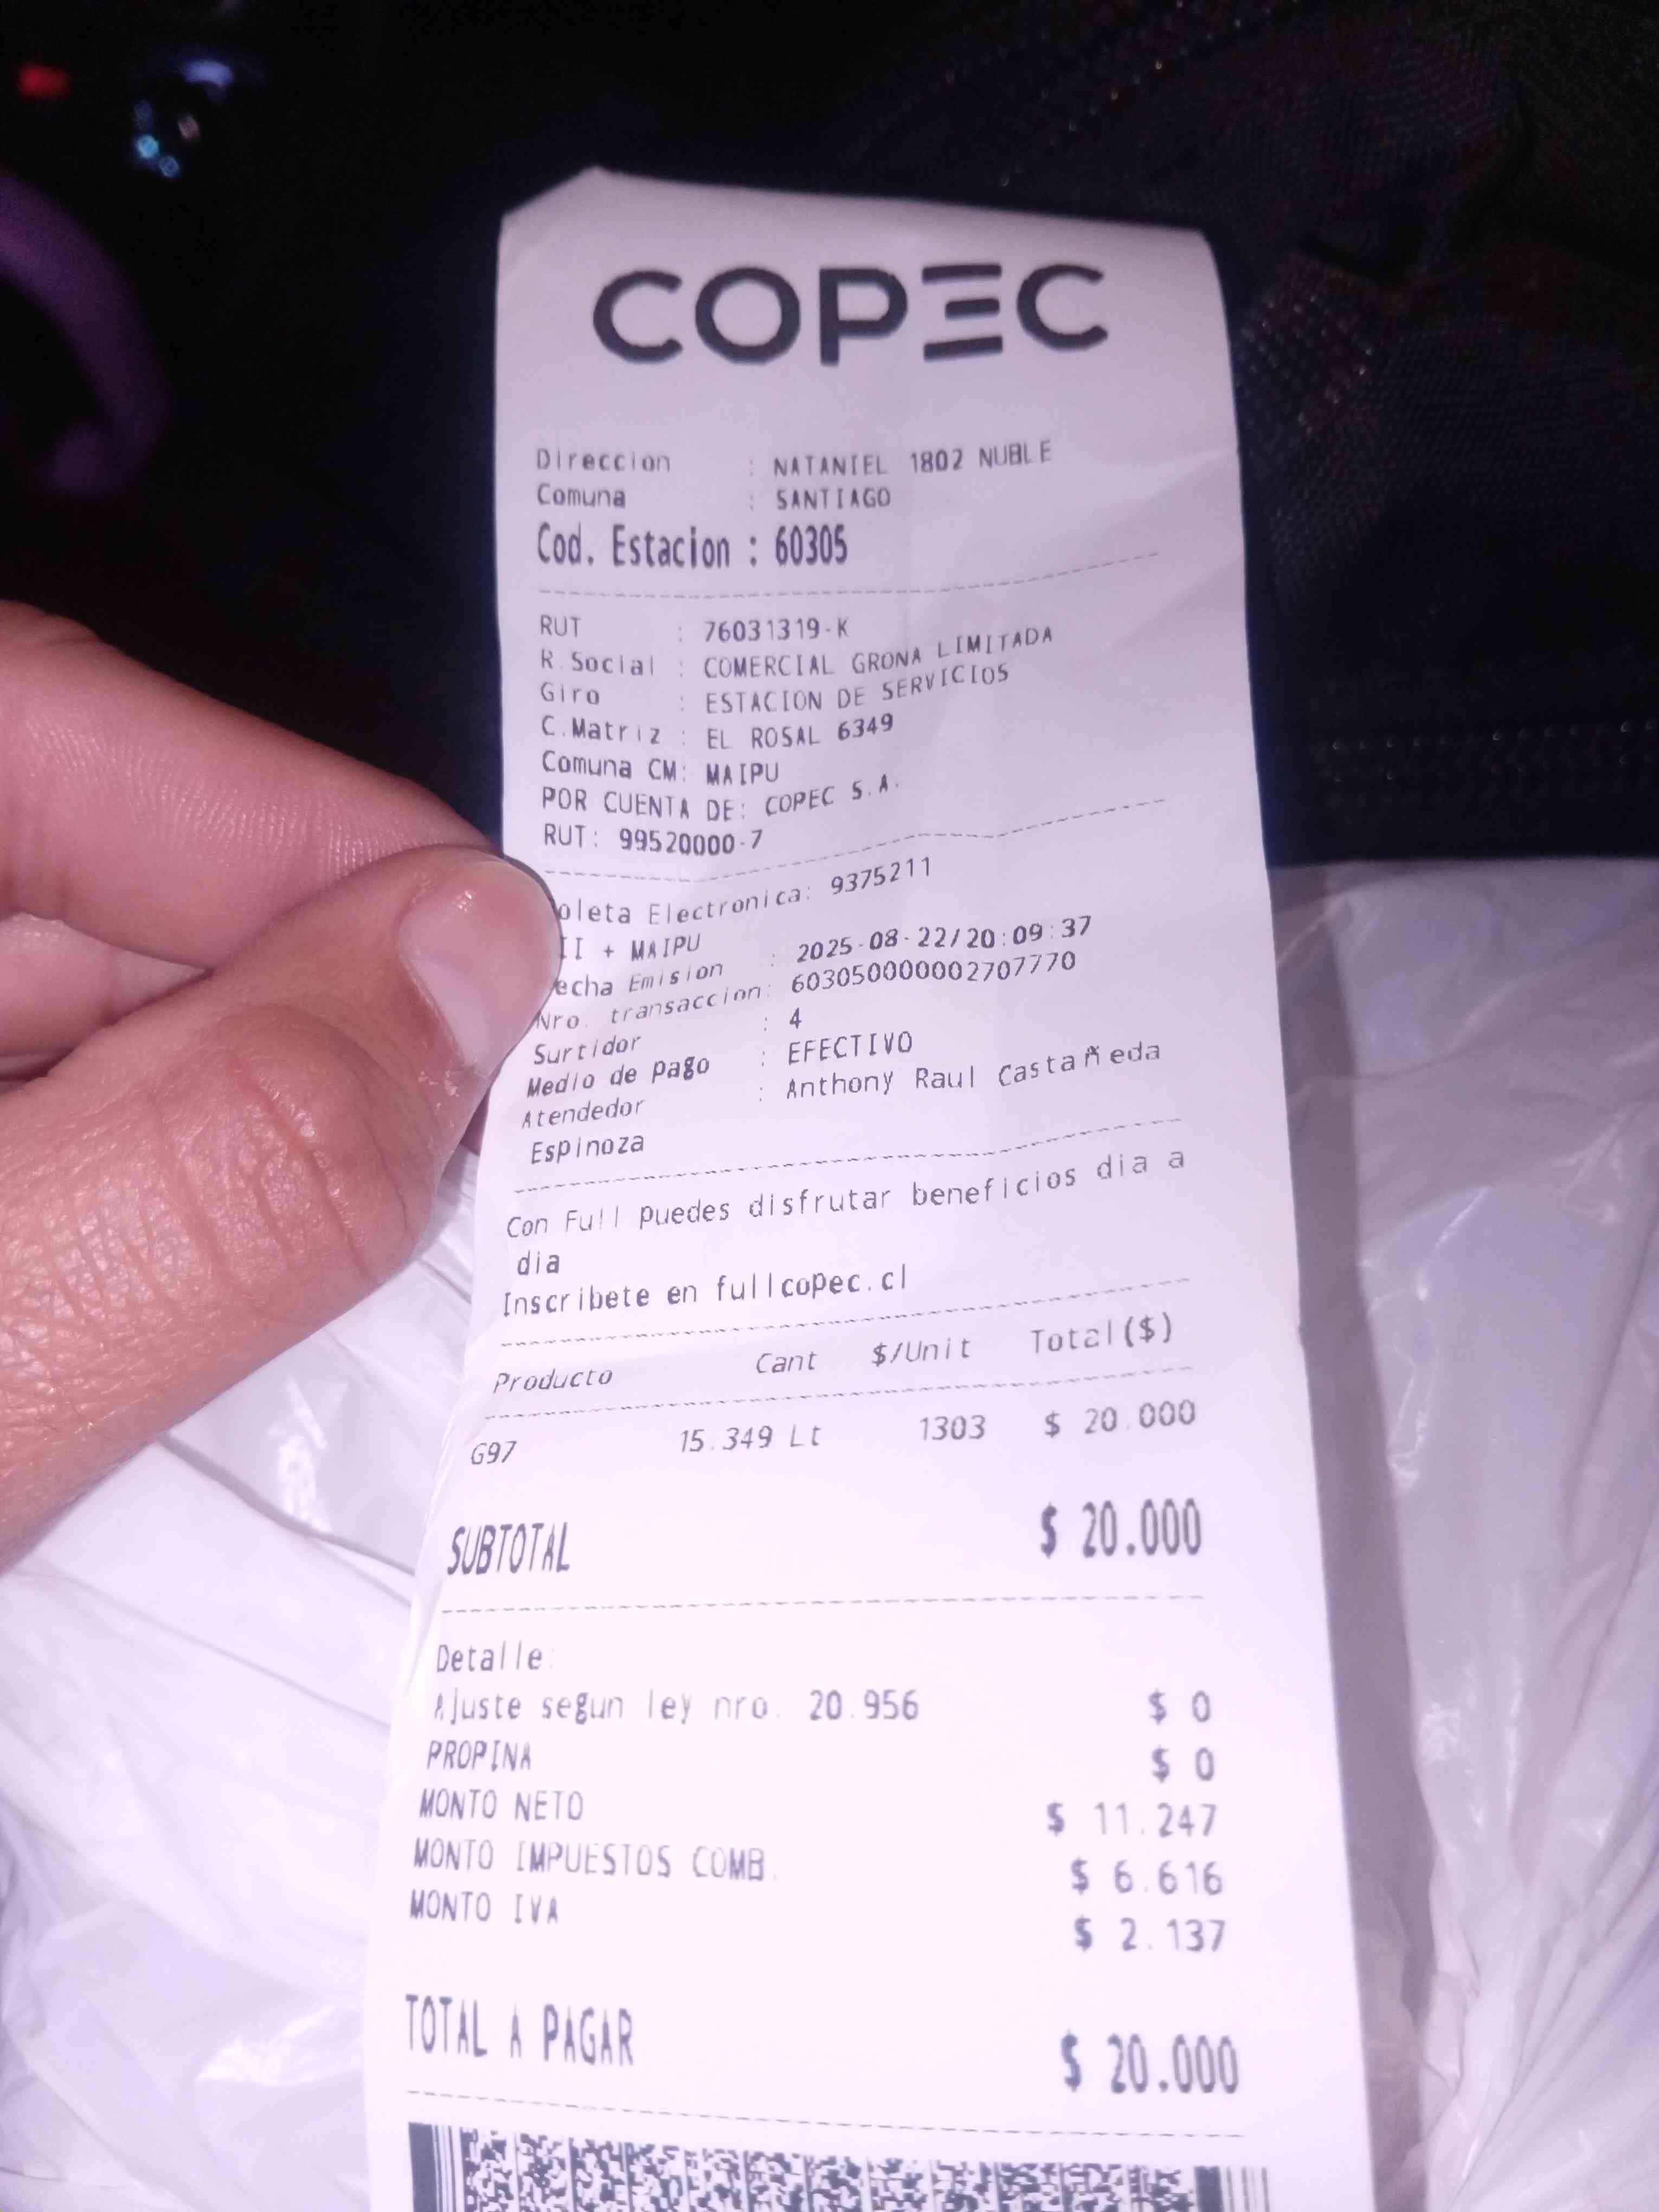 COPEC
Direccion : NATANIEL 1802 NUBLE
Comuna : SANTIAGO
Cod. Estacion : 60305
RUT : 76031319-K
R.Social : COMERCIAL GRONA LIMITADA
Giro : ESTACION DE SERVICIOS
C.Matriz : EL ROSAL 6349
Comuna CM: MAIPU
POR CUENTA DE: COPEC S.A.
RUT: 99520000-7
oleta Electronica: 9375211
II + MAIPU
echa Emision : 2025-08-22/20:09:37
Nro. transaccion: 603050000002707770
Surtidor : 4
Medio de pago : EFECTIVO
Atendedor : Anthony Raul Castañeda
Espinoza
Con Full puedes disfrutar beneficios dia a
dia
Inscribete en fullcopec.cl
Producto Cant $/Unit Total($)
G97 15.349 Lt 1303 $ 20.000
SUBTOTAL $ 20.000
Detalle:
Ajuste segun ley nro. 20.956 $ 0
PROPINA $ 0
MONTO NETO $ 11.247
MONTO IMPUESTOS COMB. $ 6.616
MONTO IVA $ 2.137
TOTAL A PAGAR $ 20.000